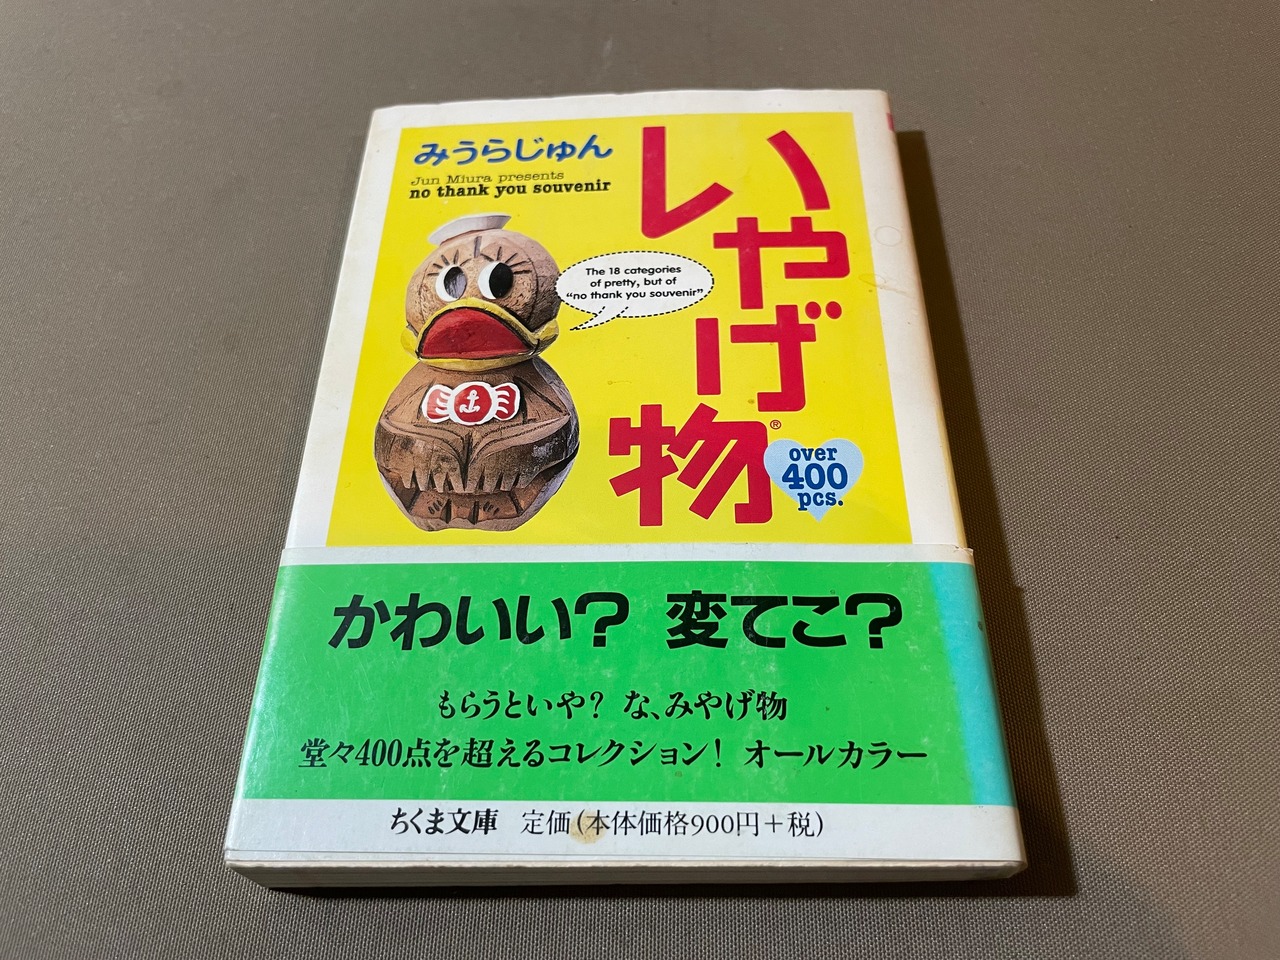 みうらじゅん
Jun Miura presents
no thank you souvenir
いやげ物®
The 18 categories
of pretty, but of
“no thank you souvenir”
over
400
pcs.
かわいい? 変てこ?
もらうといや? な、みやげ物
堂々400点を超えるコレクション! オールカラー
ちくま文庫 定価(本体価格900円+税)